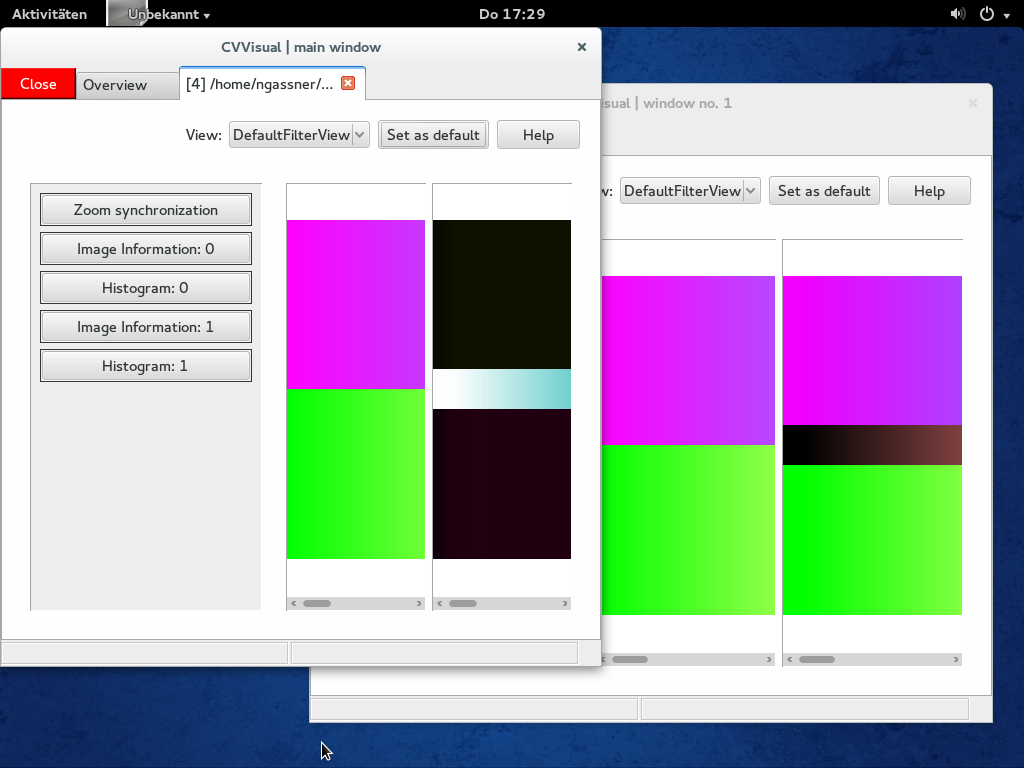 Aktivitäten Unbekannt Do 17:29
CVVisual | main window
Close Overview [4] /home/ngassner/...
View: DefaultFilterView Set as default Help
Zoom synchronization
Image Information: 0
Histogram: 0
Image Information: 1
Histogram: 1
sual | window no. 1
w: DefaultFilterView Set as default Help